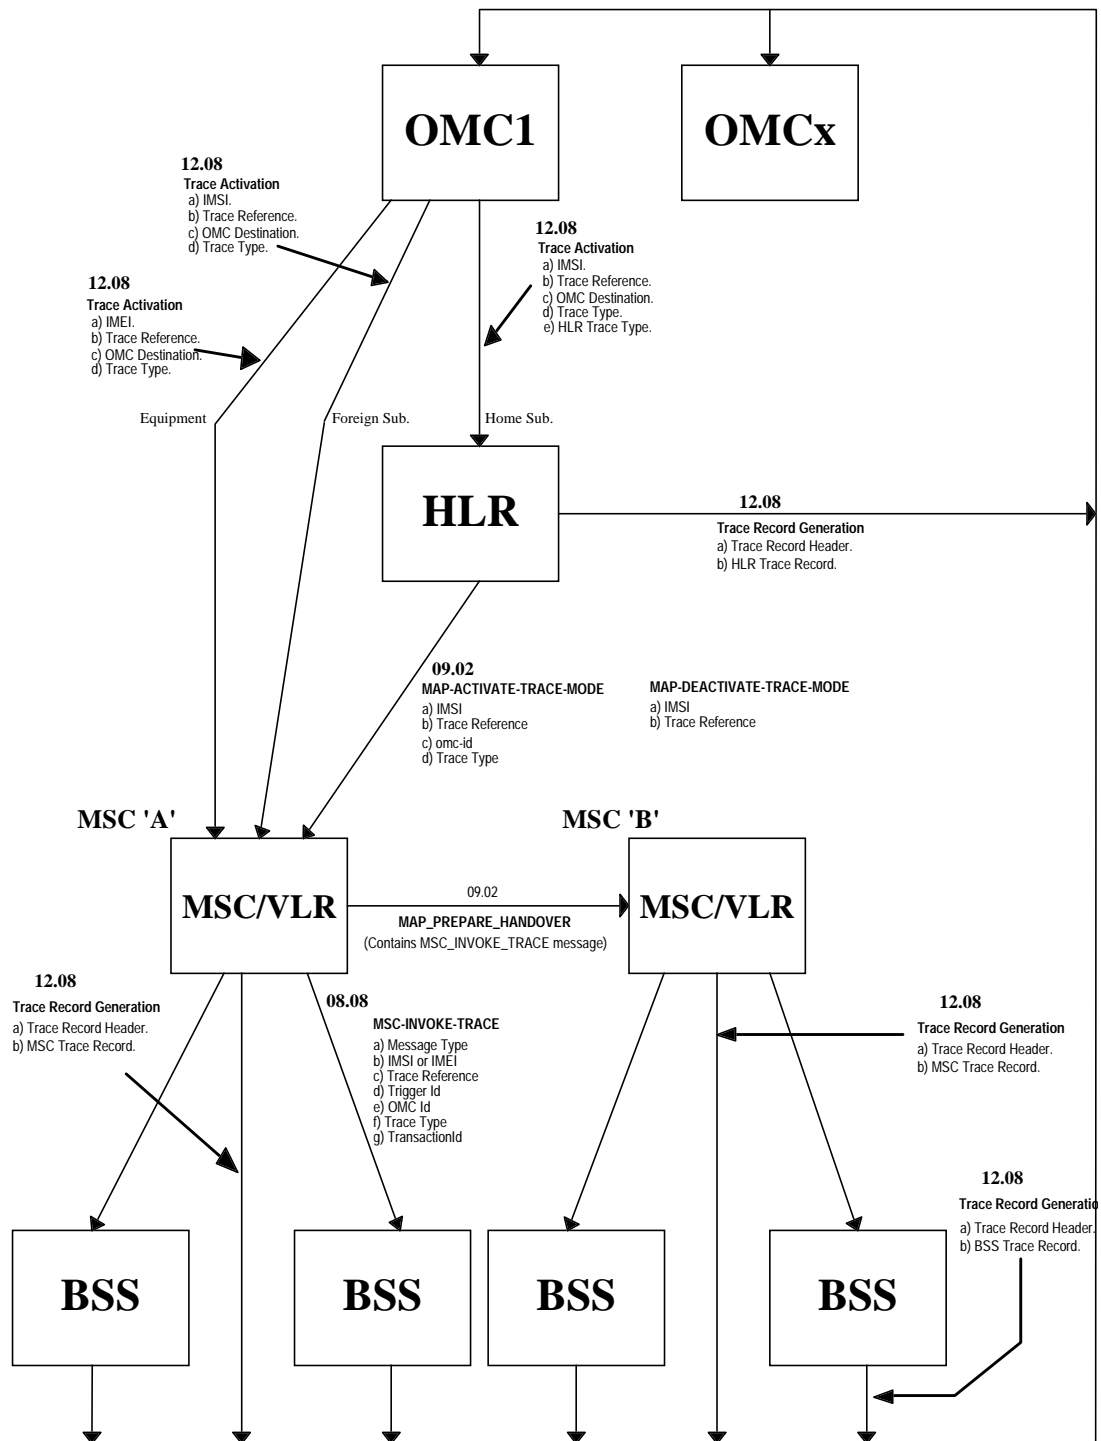 OMC1
OMCx
12.08
Trace Activation
a) IMSI.
b) Trace Reference.
c) OMC Destination.
d) Trace Type.
12.08
Trace Activation
a) IMSI.
b) Trace Reference.
c) OMC Destination.
d) Trace Type.
e) HLR Trace Type.
12.08
Trace Activation
a) IMEI.
b) Trace Reference.
c) OMC Destination.
d) Trace Type.
Equipment
Foreign Sub.
Home Sub.
HLR
12.08
Trace Record Generation
a) Trace Record Header.
b) HLR Trace Record.
09.02
MAP-ACTIVATE-TRACE-MODE
a) IMSI
b) Trace Reference
c) omc-id
d) Trace Type
MAP-DEACTIVATE-TRACE-MODE
a) IMSI
b) Trace Reference
MSC 'A'
MSC 'B'
MSC/VLR
09.02
MAP_PREPARE_HANDOVER
(Contains MSC_INVOKE_TRACE message)
MSC/VLR
12.08
Trace Record Generation
a) Trace Record Header.
b) MSC Trace Record.
08.08
MSC-INVOKE-TRACE
a) Message Type
b) IMSI or IMEI
c) Trace Reference
d) Trigger Id
e) OMC Id
f) Trace Type
g) TransactionId
12.08
Trace Record Generation
a) Trace Record Header.
b) MSC Trace Record.
12.08
Trace Record Generatio
a) Trace Record Header.
b) BSS Trace Record.
BSS
BSS
BSS
BSS